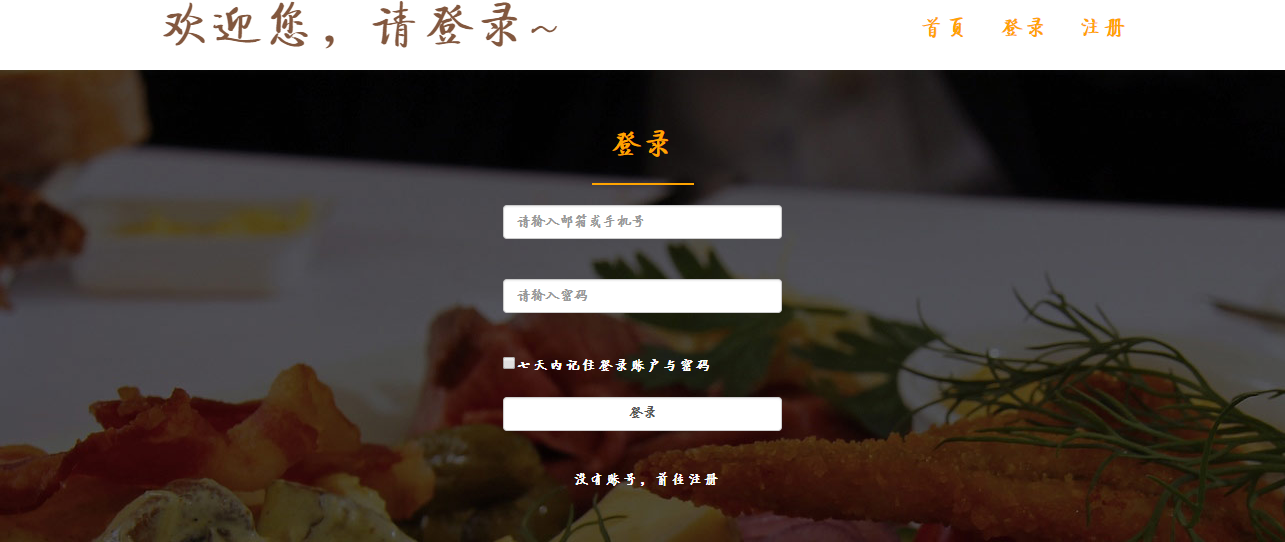 欢迎您，请登录~
首頁 登录 注册
登录
请输入邮箱或手机号
请输入密码
七天内记住登录账户与密码
登录
没有账号，前往注册